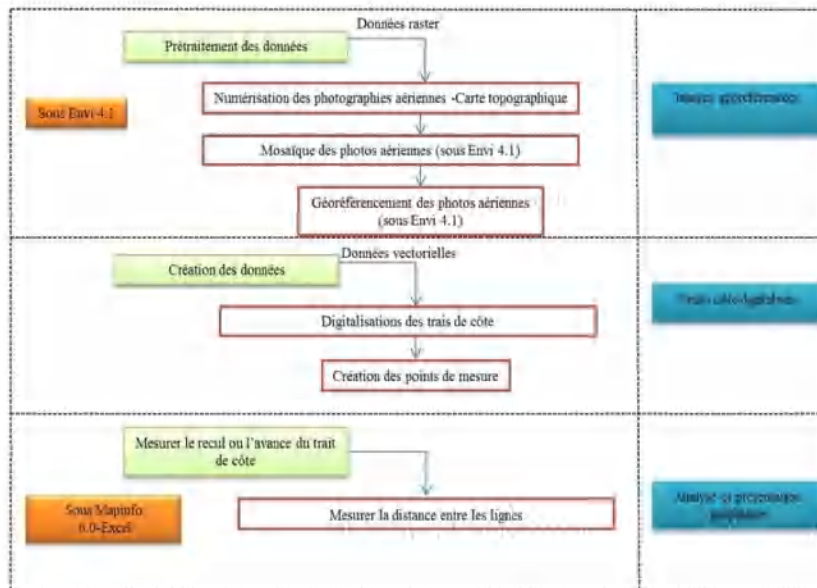 Données raster
Prétraitement des données
Numérisation des photographies aériennes -Carte topographique
Sous Envi 4.1
Mosaïque des photos aériennes (sous Envi 4.1)
Géoréférencement des photos aériennes
(sous Envi 4.1)
Données vectorielles
Création des données
Digitalisations des trais de côte
Création des points de mesure
Mesurer le recul ou l'avance du trait
de côte
Sous Mapinfo
6.0-Excel
Mesurer la distance entre les lignes
Analyse et présentation